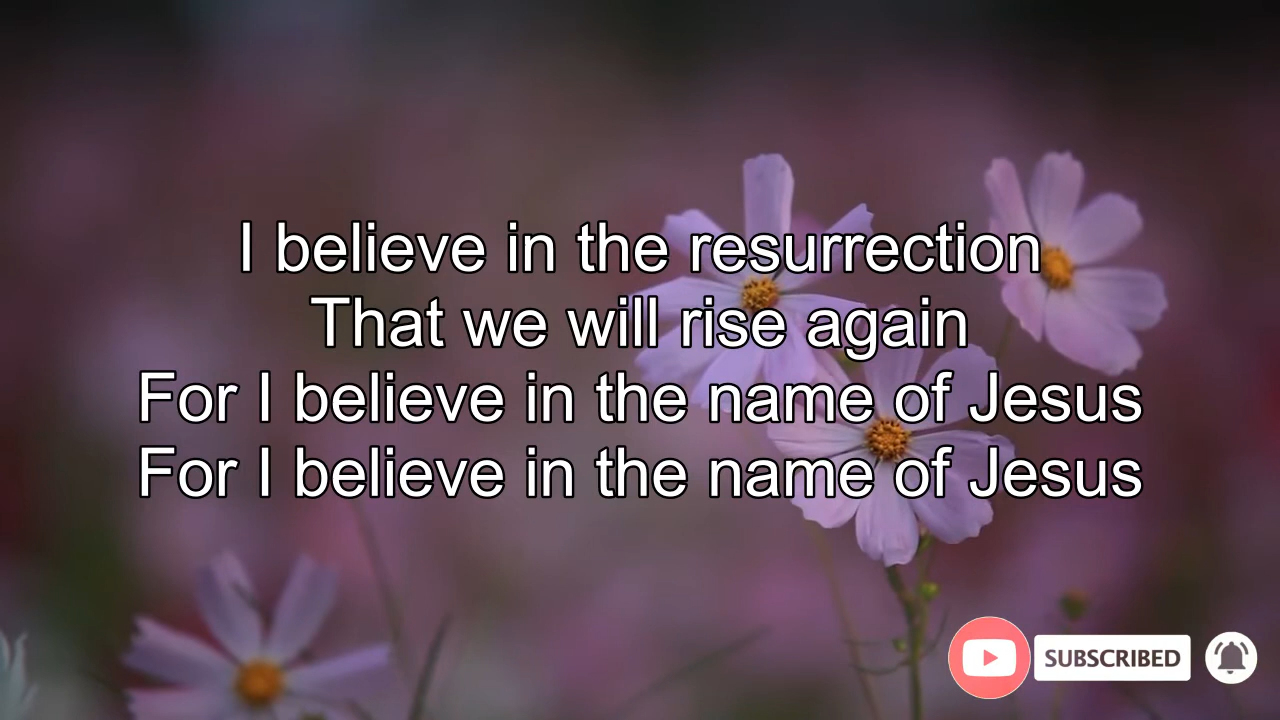 I believe in the resurrection
That we will rise again
For I believe in the name of Jesus
For I believe in the name of Jesus
SUBSCRIBED